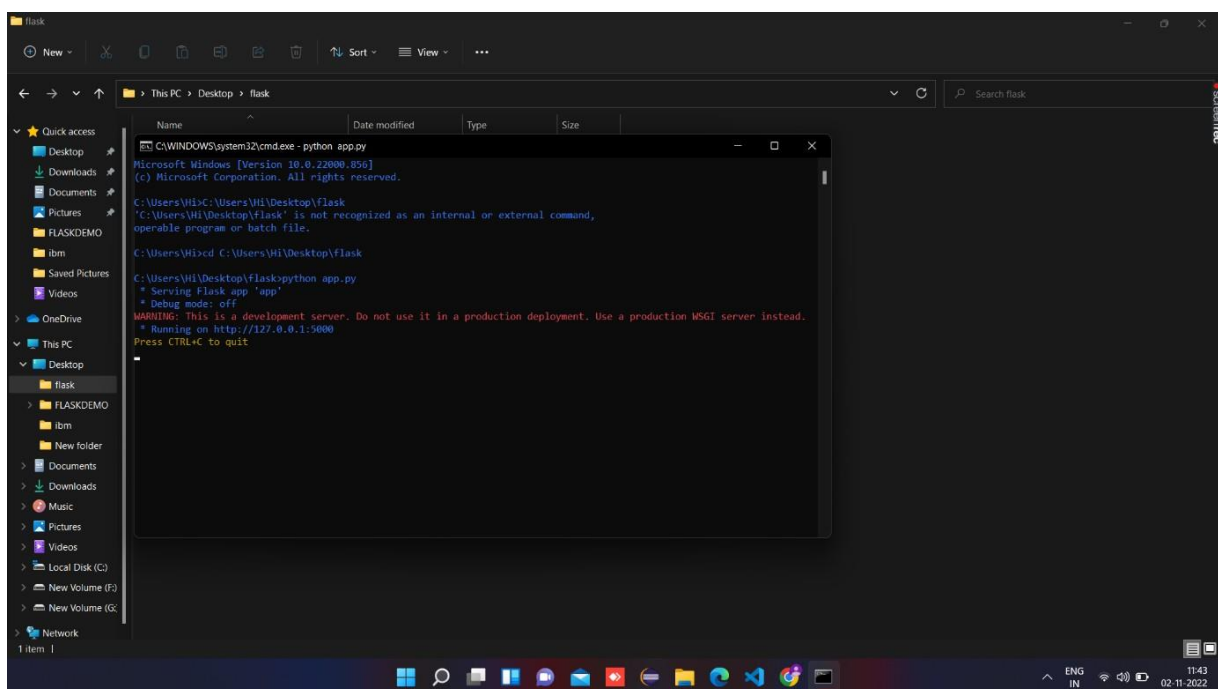 flask
New
Sort
View
This PC > Desktop > flask
Search flask
Name
Date modified
Type
Size
Quick access
Desktop
Downloads
Documents
Pictures
FLASKDEMO
ibm
Saved Pictures
Videos
OneDrive
This PC
Desktop
flask
FLASKDEMO
ibm
New folder
Documents
Downloads
Music
Pictures
Videos
Local Disk (C:)
New Volume (F:)
New Volume (G:
Network
1 item
C:\WINDOWS\system32\cmd.exe - python app.py
Microsoft Windows [Version 10.0.22000.856]
(c) Microsoft Corporation. All rights reserved.
C:\Users\Hi>C:\Users\Hi\Desktop\flask
'C:\Users\Hi\Desktop\flask' is not recognized as an internal or external command,
operable program or batch file.
C:\Users\Hi>cd C:\Users\Hi\Desktop\flask
C:\Users\Hi\Desktop\flask>python app.py
* Serving Flask app 'app'
* Debug mode: off
WARNING: This is a development server. Do not use it in a production deployment. Use a production WSGI server instead.
* Running on http://127.0.0.1:5000
Press CTRL+C to quit
ENG
IN
11:43
02-11-2022